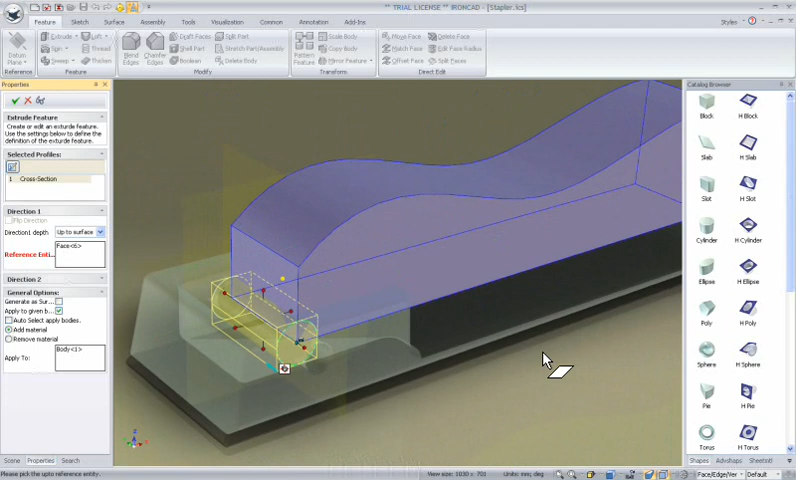 ** TRIAL LICENSE ** IRONCAD - [Stapler.ics]
Feature Sketch Surface Assembly Tools Visualization Common Annotation Add-Ins Styles
Extrude Loft Draft Faces Split Part Scale Body Move Face Delete Face
Datum Plane Spin Thread Blend Edges Chamfer Edges Shell Part Stretch Part/Assembly Pattern Feature Copy Body Match Face Edit Face Radius
Sweep Thicken Boolean Delete Body Mirror Feature Offset Face Split Faces
Reference Feature Modify Transform Direct Edit
Properties
Extrude Feature
Create or edit an exturde feature.
Use the settings below to define the
definition of the exturde feature.
Selected Profiles:
1 Cross-Section
Direction 1
Flip Direction
Direction1 depth Up to surface
Face<6>
Reference Enti...
Direction 2
General Options:
Generate as Sur...
Apply to given b...
Auto Select apply bodies.
Add material
Remove material
Body<1>
Apply To:
Catalog Browser
Block H Block
Slab H Slab
Slot H Slot
Cylinder H Cylinder
Ellipse H Ellipse
Poly H Poly
Sphere H Sphere
Pie H Pie
Torus H Torus
Scene Properties Search
Shapes Advshaps Sheetml
Please pick the upto reference entity. View size: 1030 x 701 Units: mm; deg Face/Edge/Ver Default